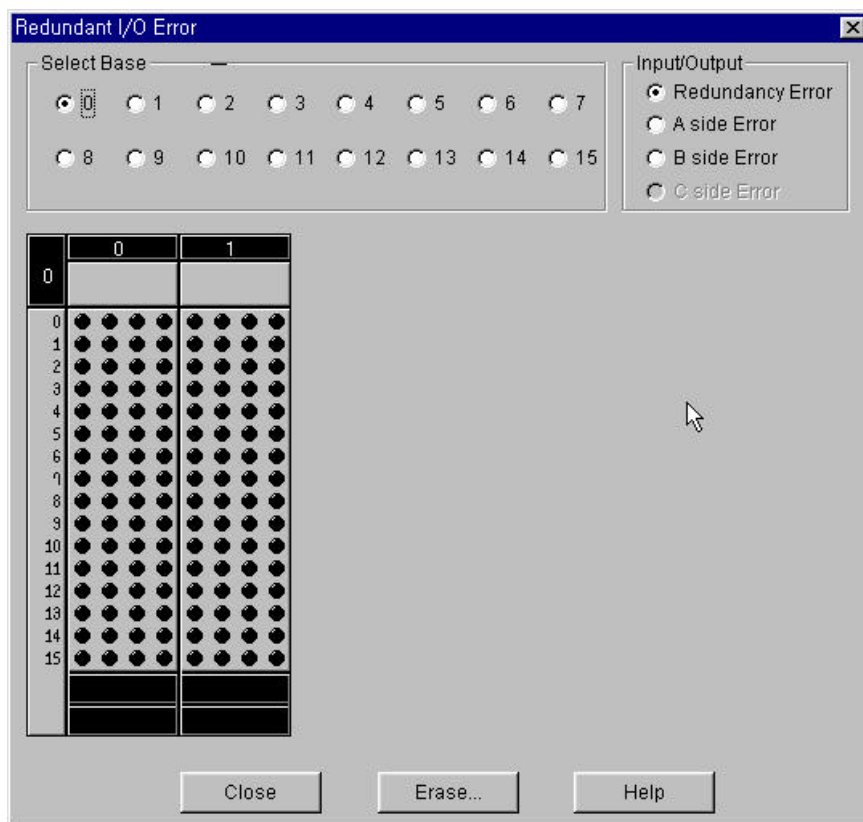 Redundant I/O Error
Select Base
0 1 2 3 4 5 6 7
8 9 10 11 12 13 14 15
Input/Output
Redundancy Error
A side Error
B side Error
C side Error
0 1
0
0
1
2
3
4
5
6
7
8
9
10
11
12
13
14
15
Close Erase... Help